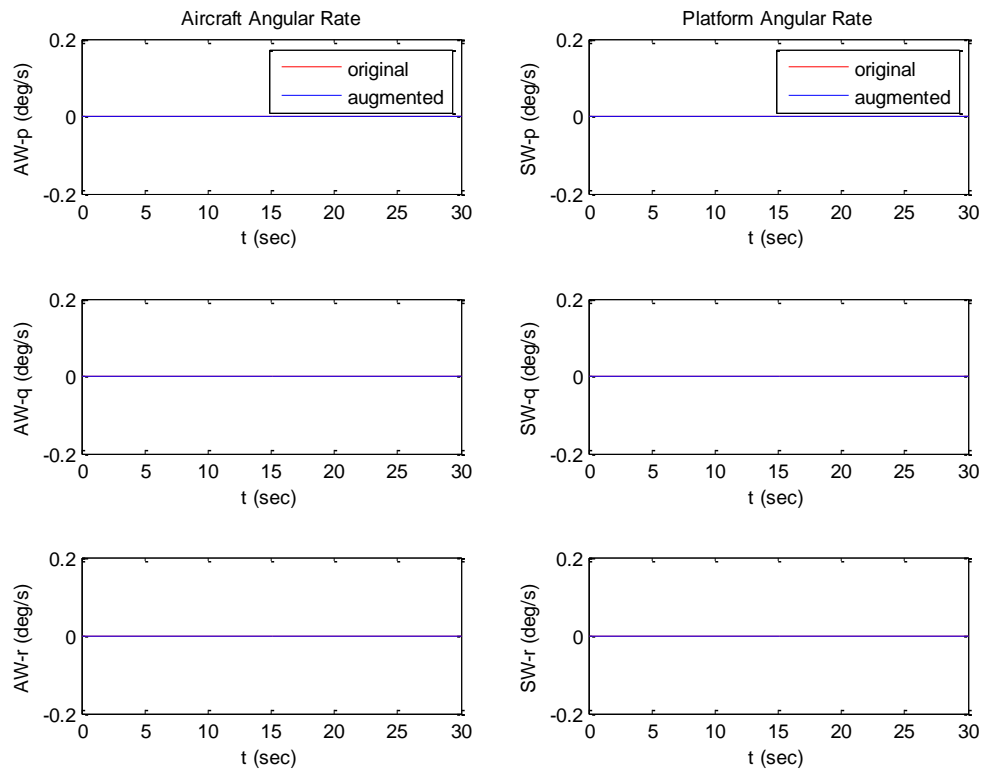 Aircraft Angular Rate
0.2
0
-0.2
AW-p (deg/s)
original
augmented
0 5 10 15 20 25 30
t (sec)
Platform Angular Rate
0.2
0
-0.2
SW-p (deg/s)
original
augmented
0 5 10 15 20 25 30
t (sec)
0.2
0
-0.2
AW-q (deg/s)
0 5 10 15 20 25 30
t (sec)
0.2
0
-0.2
SW-q (deg/s)
0 5 10 15 20 25 30
t (sec)
0.2
0
-0.2
AW-r (deg/s)
0 5 10 15 20 25 30
t (sec)
0.2
0
-0.2
SW-r (deg/s)
0 5 10 15 20 25 30
t (sec)